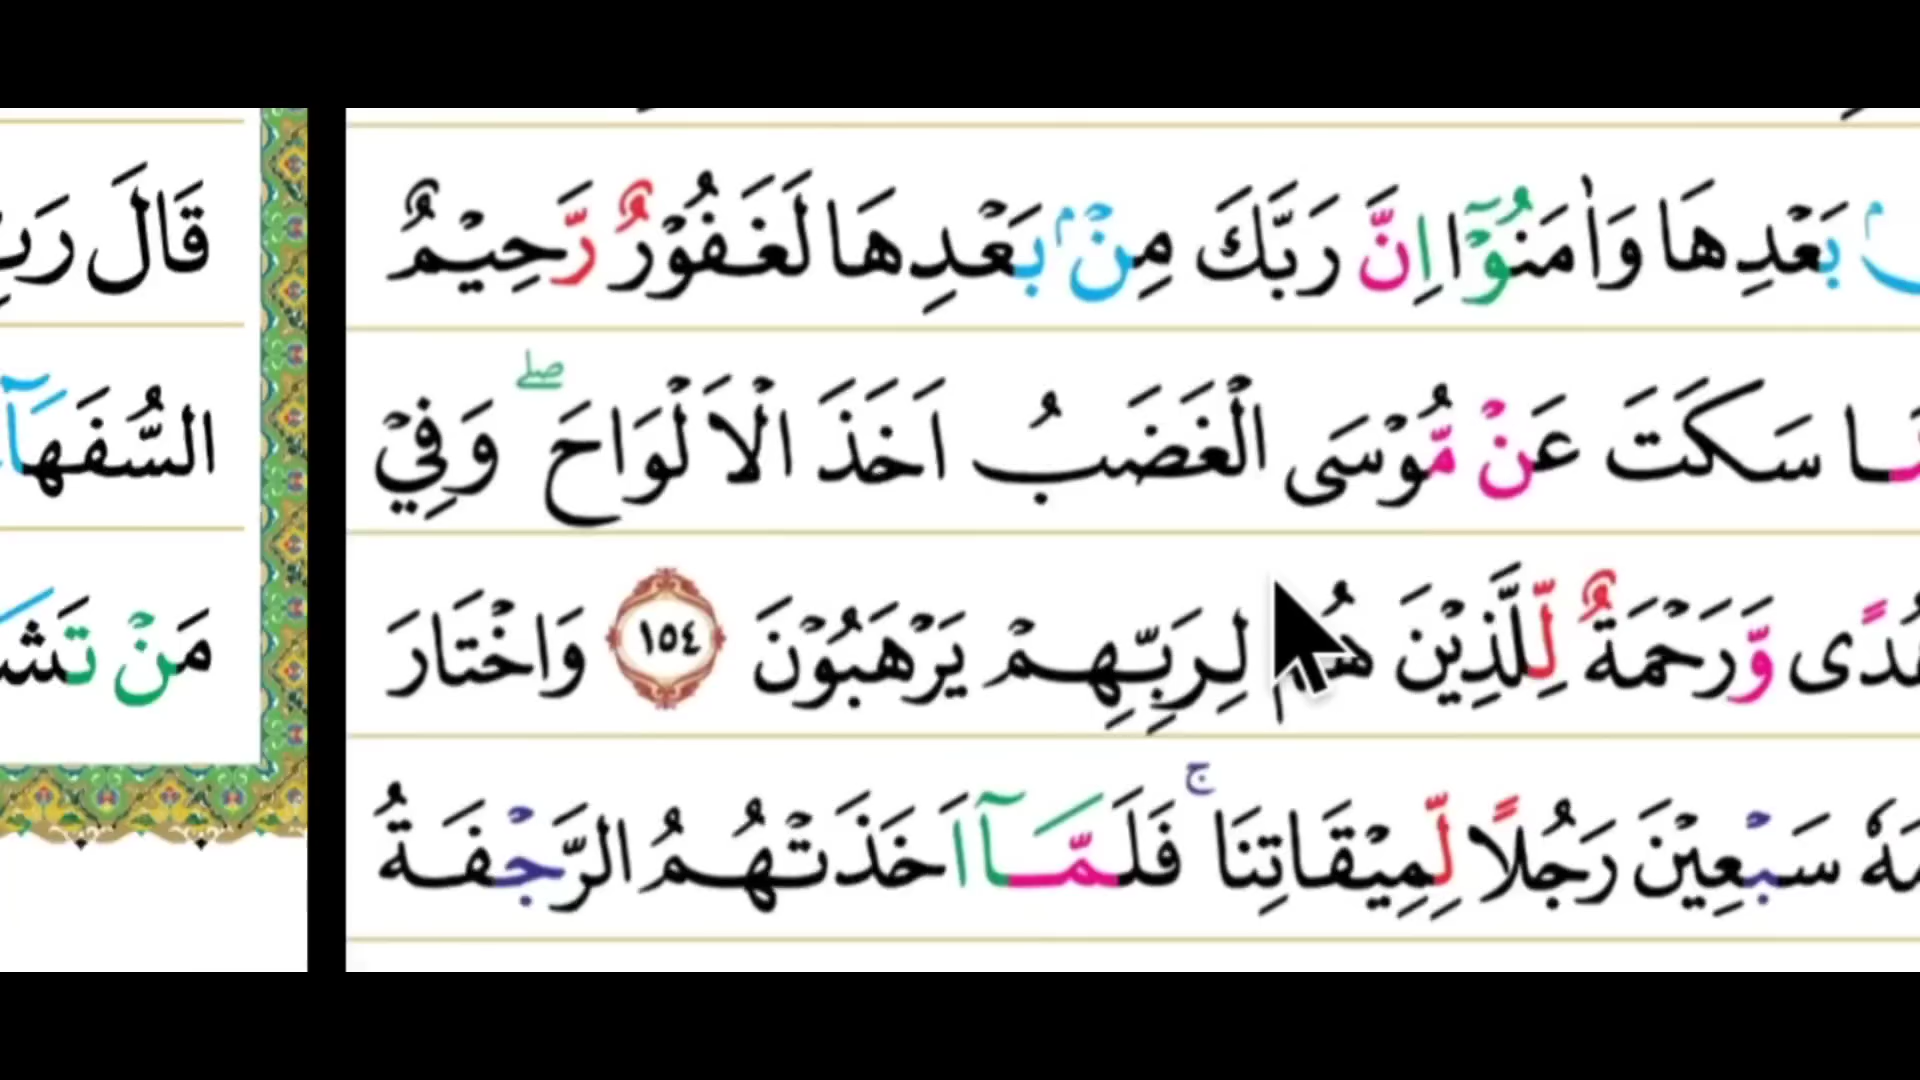 بَعْدِهَا وَاٰمَنُوْٓا اِنَّ رَبَّكَ مِنْۢ بَعْدِهَا لَغَفُوْرٌ رَّحِيْمٌ
سَكَتَ عَنْ مُّوْسَى الْغَضَبُ اَخَذَ الْاَلْوَاحَ ۖ وَفِيْ
وَّرَحْمَةٌ لِّلَّذِيْنَ هُمْ لِرَبِّهِمْ يَرْهَبُوْنَ ١٥٤ وَاخْتَارَ
سَبْعِيْنَ رَجُلًا لِّمِيْقَاتِنَا ۚ فَلَمَّآ اَخَذَتْهُمُ الرَّجْفَةُ
قَالَ
السُّفَهَآ
مَنْ